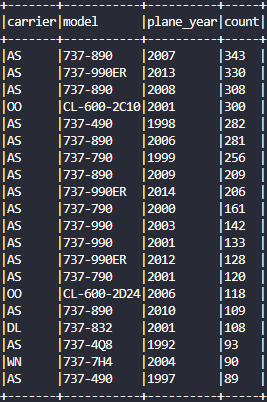 +-------+-----------+----------+-----+
|carrier|model      |plane_year|count|
+-------+-----------+----------+-----+
|AS     |737-890    |2007      |343  |
|AS     |737-990ER  |2013      |330  |
|AS     |737-890    |2008      |308  |
|OO     |CL-600-2C10|2001      |300  |
|AS     |737-490    |1998      |282  |
|AS     |737-890    |2006      |281  |
|AS     |737-790    |1999      |256  |
|AS     |737-890    |2009      |209  |
|AS     |737-990ER  |2014      |206  |
|AS     |737-790    |2000      |161  |
|AS     |737-990    |2003      |142  |
|AS     |737-990    |2001      |133  |
|AS     |737-990ER  |2012      |128  |
|AS     |737-790    |2001      |120  |
|OO     |CL-600-2D24|2006      |118  |
|AS     |737-890    |2010      |109  |
|DL     |737-832    |2001      |108  |
|AS     |737-4Q8    |1992      |93   |
|WN     |737-7H4    |2004      |90   |
|AS     |737-490    |1997      |89   |
+-------+-----------+----------+-----+